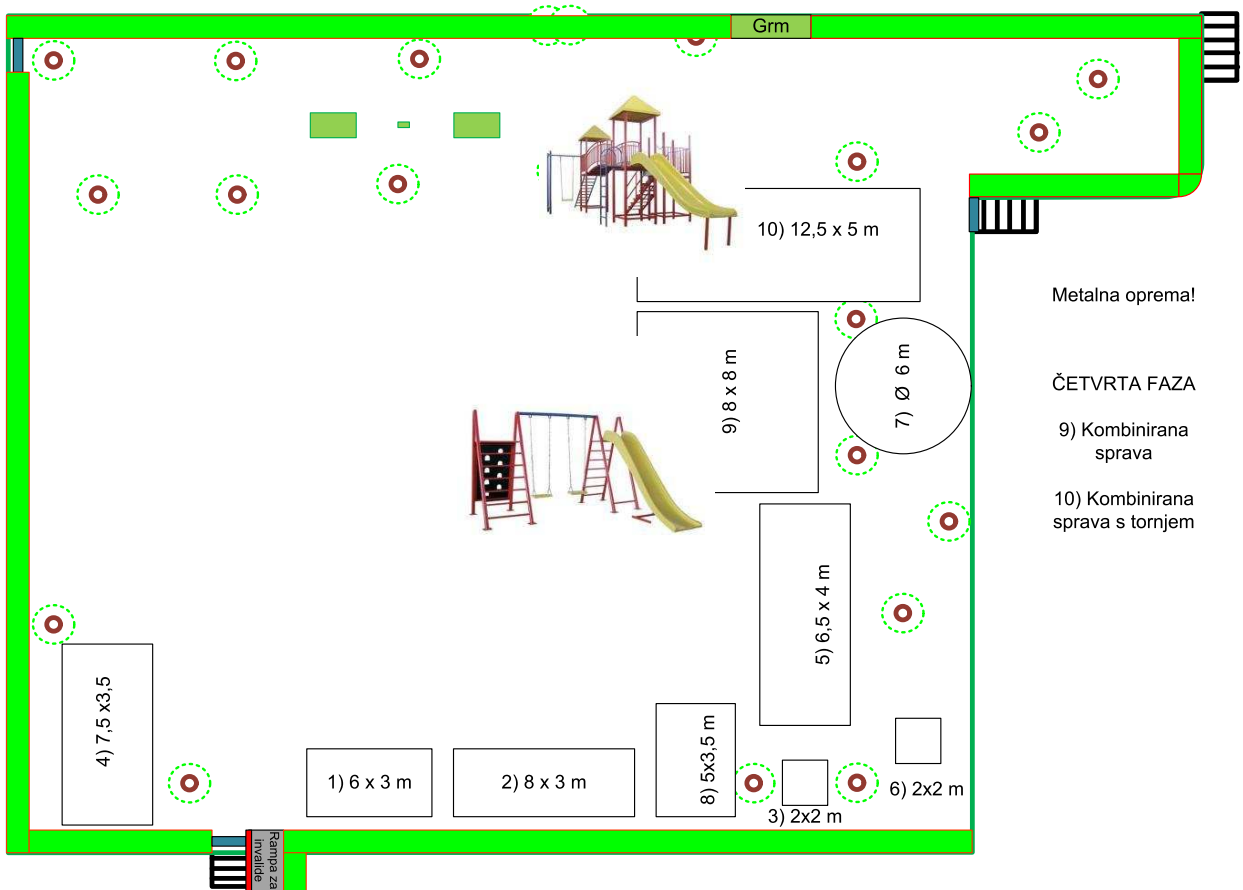 Grm
10) 12,5 x 5 m
Metalna oprema!
9) 8 x 8 m
7) Ø 6 m
ČETVRTA FAZA
9) Kombinirana
sprava
10) Kombinirana
sprava s tornjem
5) 6,5 x 4 m
4) 7,5 x3,5
1) 6 x 3 m
2) 8 x 3 m
8) 5x3,5 m
3) 2x2 m
6) 2x2 m
Rampa za
invalide